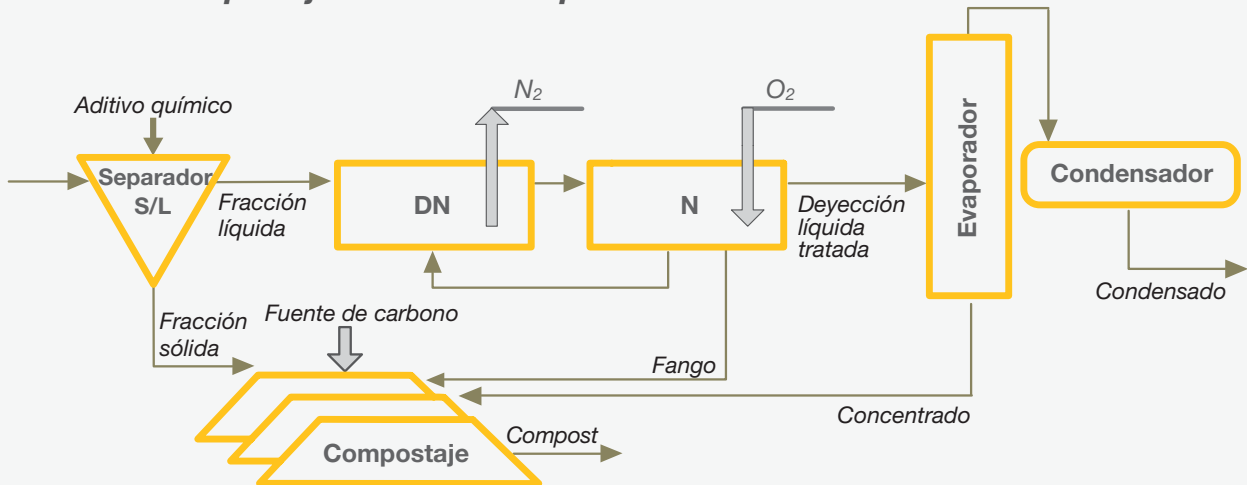 N2
O2
Aditivo químico
Separador
S/L
Fracción
líquida
DN
N
Deyección
líquida
tratada
Evaporador
Condensador
Condensado
Fracción
sólida
Fuente de carbono
Fango
Concentrado
Compostaje
Compost